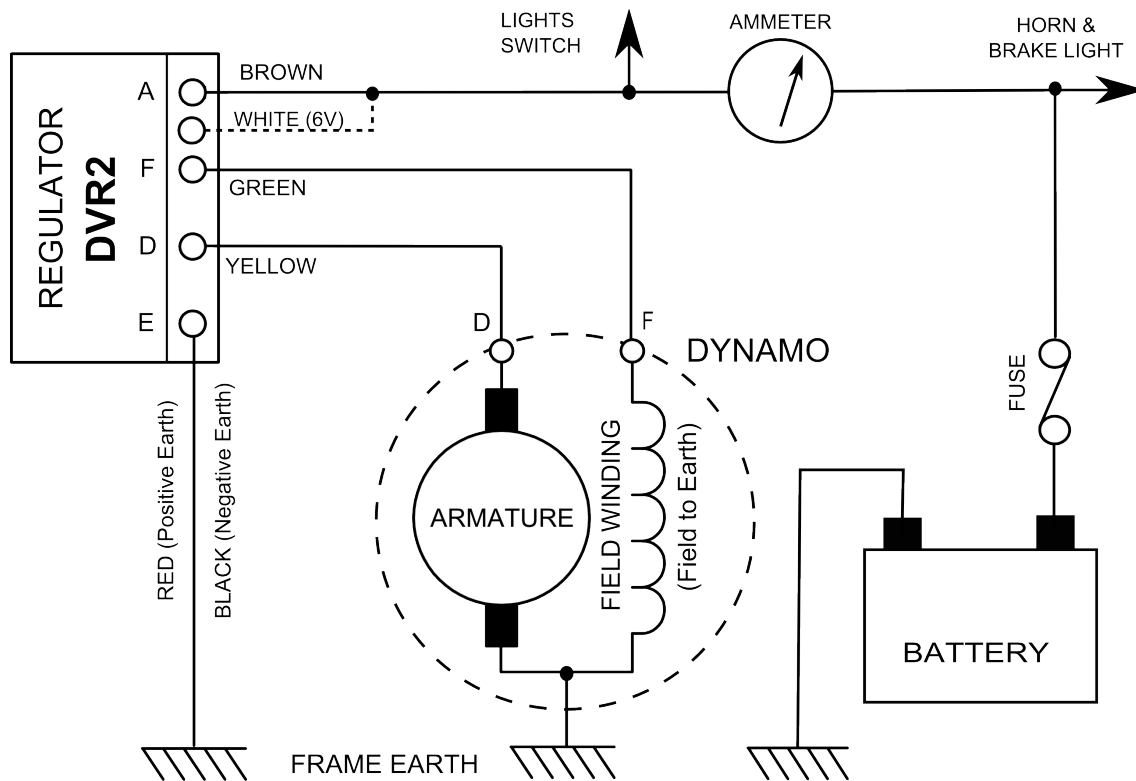 LIGHTS
SWITCH
AMMETER
HORN &
BRAKE LIGHT
REGULATOR
DVR2
A
BROWN
WHITE (6V)
F
GREEN
D
YELLOW
E
D
F
DYNAMO
FUSE
RED (Positive Earth)
BLACK (Negative Earth)
ARMATURE
FIELD WINDING
(Field to Earth)
BATTERY
FRAME EARTH